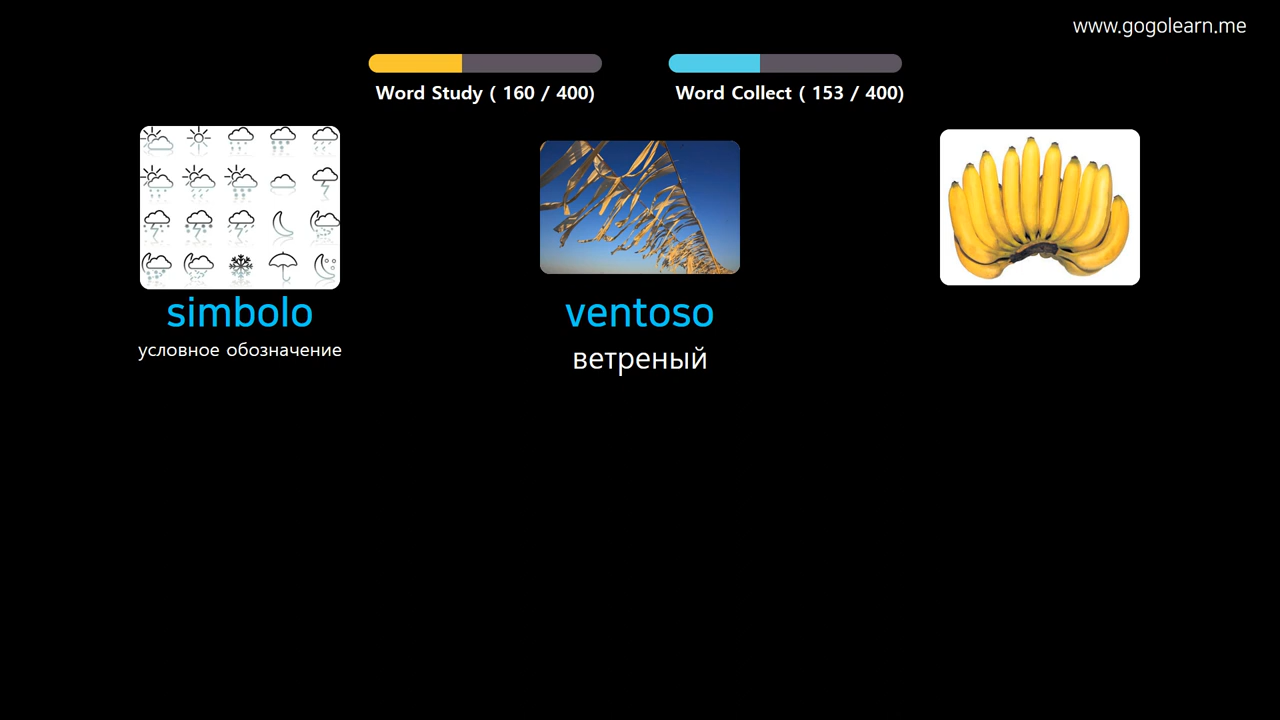 www.gogolearn.me
Word Study ( 160 / 400)
Word Collect ( 153 / 400)
simbolo
условное обозначение
ventoso
ветреный